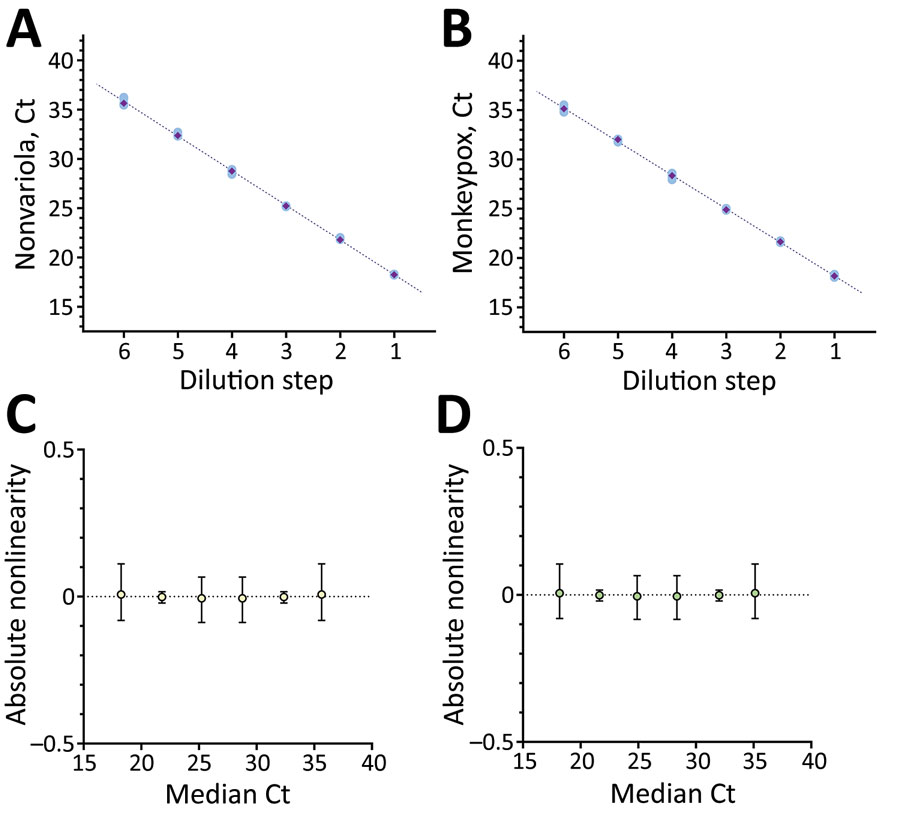 A
Nonvariola, Ct
40
35
30
25
20
15
6 5 4 3 2 1
Dilution step
B
Monkeypox, Ct
40
35
30
25
20
15
6 5 4 3 2 1
Dilution step
C
Absolute nonlinearity
0.5
0
–0.5
15 20 25 30 35 40
Median Ct
D
Absolute nonlinearity
0.5
0
–0.5
15 20 25 30 35 40
Median Ct